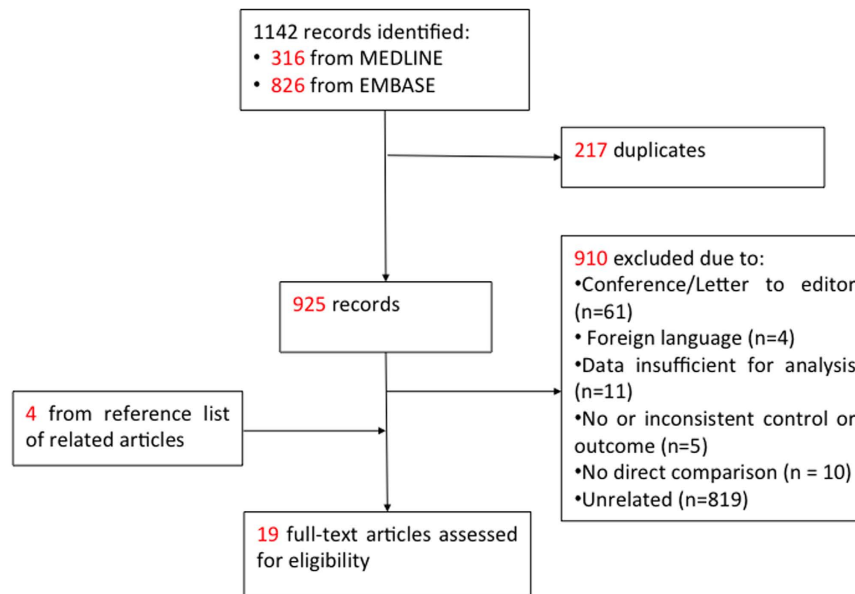 1142 records identified:
• 316 from MEDLINE
• 826 from EMBASE
217 duplicates
925 records
910 excluded due to:
•Conference/Letter to editor
(n=61)
• Foreign language (n=4)
•Data insufficient for analysis
(n=11)
•No or inconsistent control or
outcome (n=5)
•No direct comparison (n = 10)
•Unrelated (n=819)
4 from reference list
of related articles
19 full-text articles assessed
for eligibility